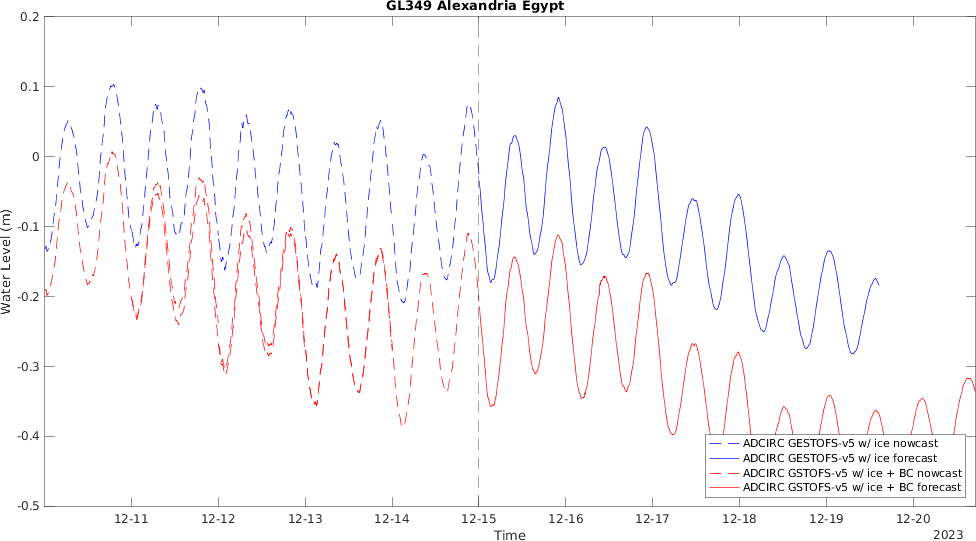 GL349 Alexandria Egypt
0.2
0.1
0
-0.1
-0.2
-0.3
-0.4
-0.5
Water Level (m)
ADCIRC GESTOFS-v5 w/ ice nowcast
ADCIRC GESTOFS-v5 w/ ice forecast
ADCIRC GSTOFS-v5 w/ ice + BC nowcast
ADCIRC GSTOFS-v5 w/ ice + BC forecast
12-11 12-12 12-13 12-14 12-15 12-16 12-17 12-18 12-19 12-20
Time
2023